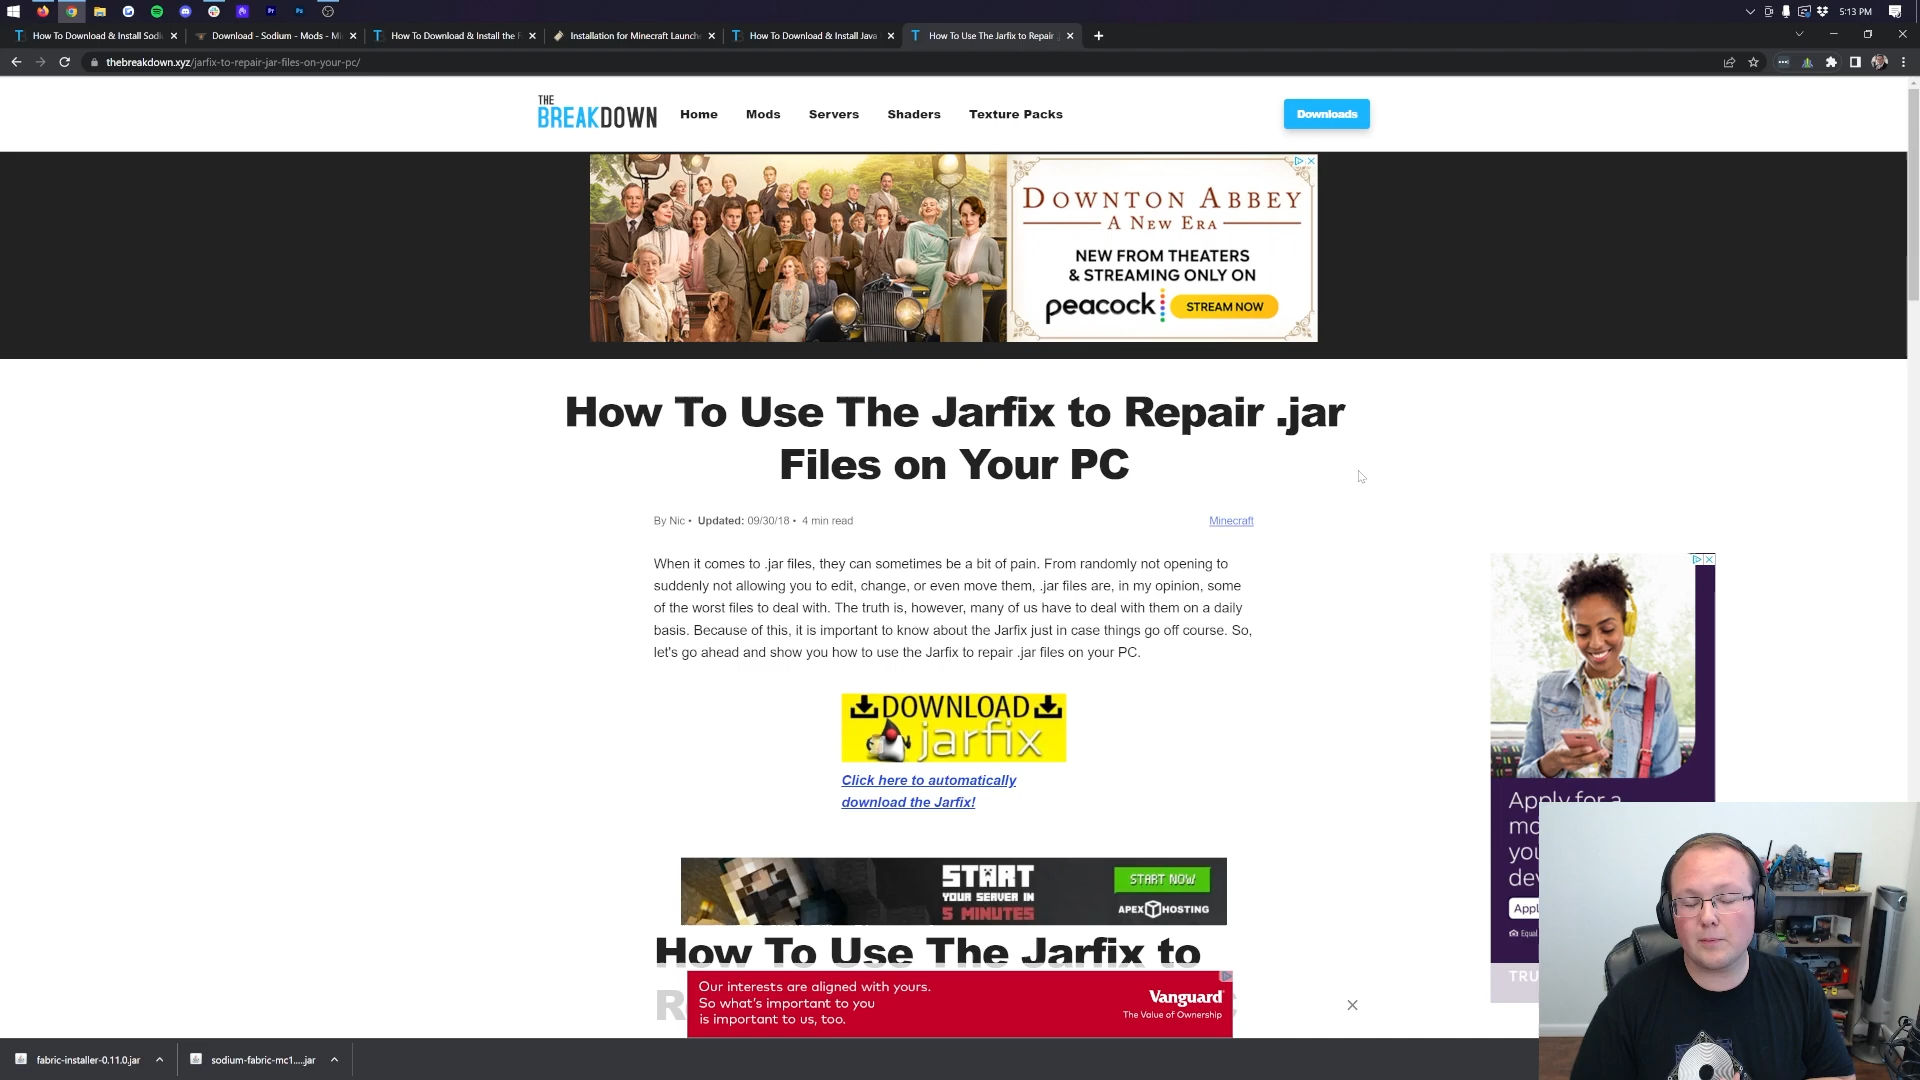 5:13 PM
How To Download & Install Sodi
Download - Sodium - Mods - Mi
How To Download & Install the F
Installation for Minecraft Launche
How To Download & Install Java
How To Use The Jarfix to Repair
thebreakdown.xyz/jarfix-to-repair-jar-files-on-your-pc/
THE
BREAKDOWN
Home
Mods
Servers
Shaders
Texture Packs
Downloads
DOWNTON ABBEY
A NEW ERA
NEW FROM THEATERS
& STREAMING ONLY ON
peacock
STREAM NOW
How To Use The Jarfix to Repair .jar
Files on Your PC
By Nic • Updated: 09/30/18 • 4 min read
Minecraft
When it comes to .jar files, they can sometimes be a bit of pain. From randomly not opening to
suddenly not allowing you to edit, change, or even move them, .jar files are, in my opinion, some
of the worst files to deal with. The truth is, however, many of us have to deal with them on a daily
basis. Because of this, it is important to know about the Jarfix just in case things go off course. So,
let's go ahead and show you how to use the Jarfix to repair .jar files on your PC.
DOWNLOAD
jarfix
Click here to automatically
download the Jarfix!
START
YOUR SERVER IN
5 MINUTES
START NOW
APEX HOSTING
How To Use The Jarfix to
R
Our interests are aligned with yours.
So what's important to you
is important to us, too.
Vanguard
The Value of Ownership
Apply for a
mo
you
dev
Appl
Equal
TRU
fabric-installer-0.11.0.jar
sodium-fabric-mc1....jar